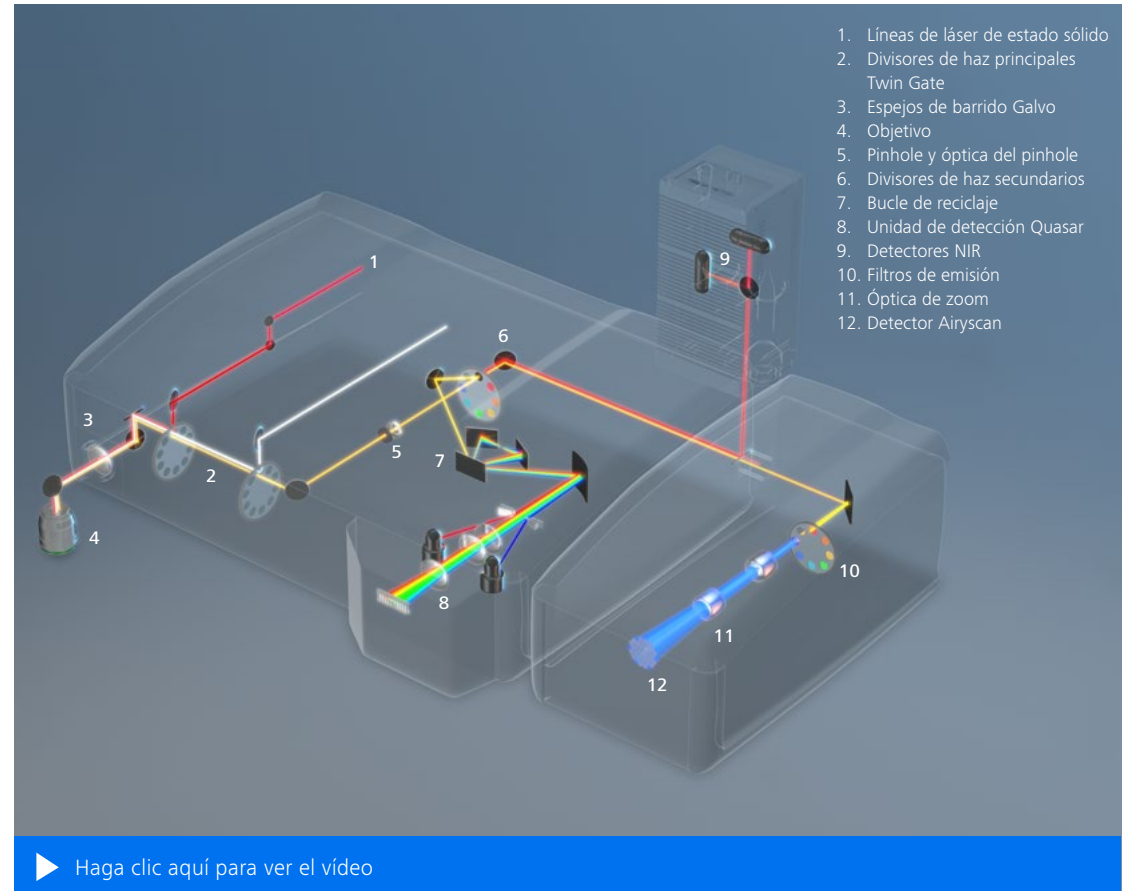 1. Líneas de láser de estado sólido
2. Divisores de haz principales
Twin Gate
3. Espejos de barrido Galvo
4. Objetivo
5. Pinhole y óptica del pinhole
6. Divisores de haz secundarios
7. Bucle de reciclaje
8. Unidad de detección Quasar
9. Detectores NIR
10. Filtros de emisión
11. Óptica de zoom
12. Detector Airyscan
9
1
6
3
5
7
2
4
10
8
11
12
Haga clic aquí para ver el vídeo